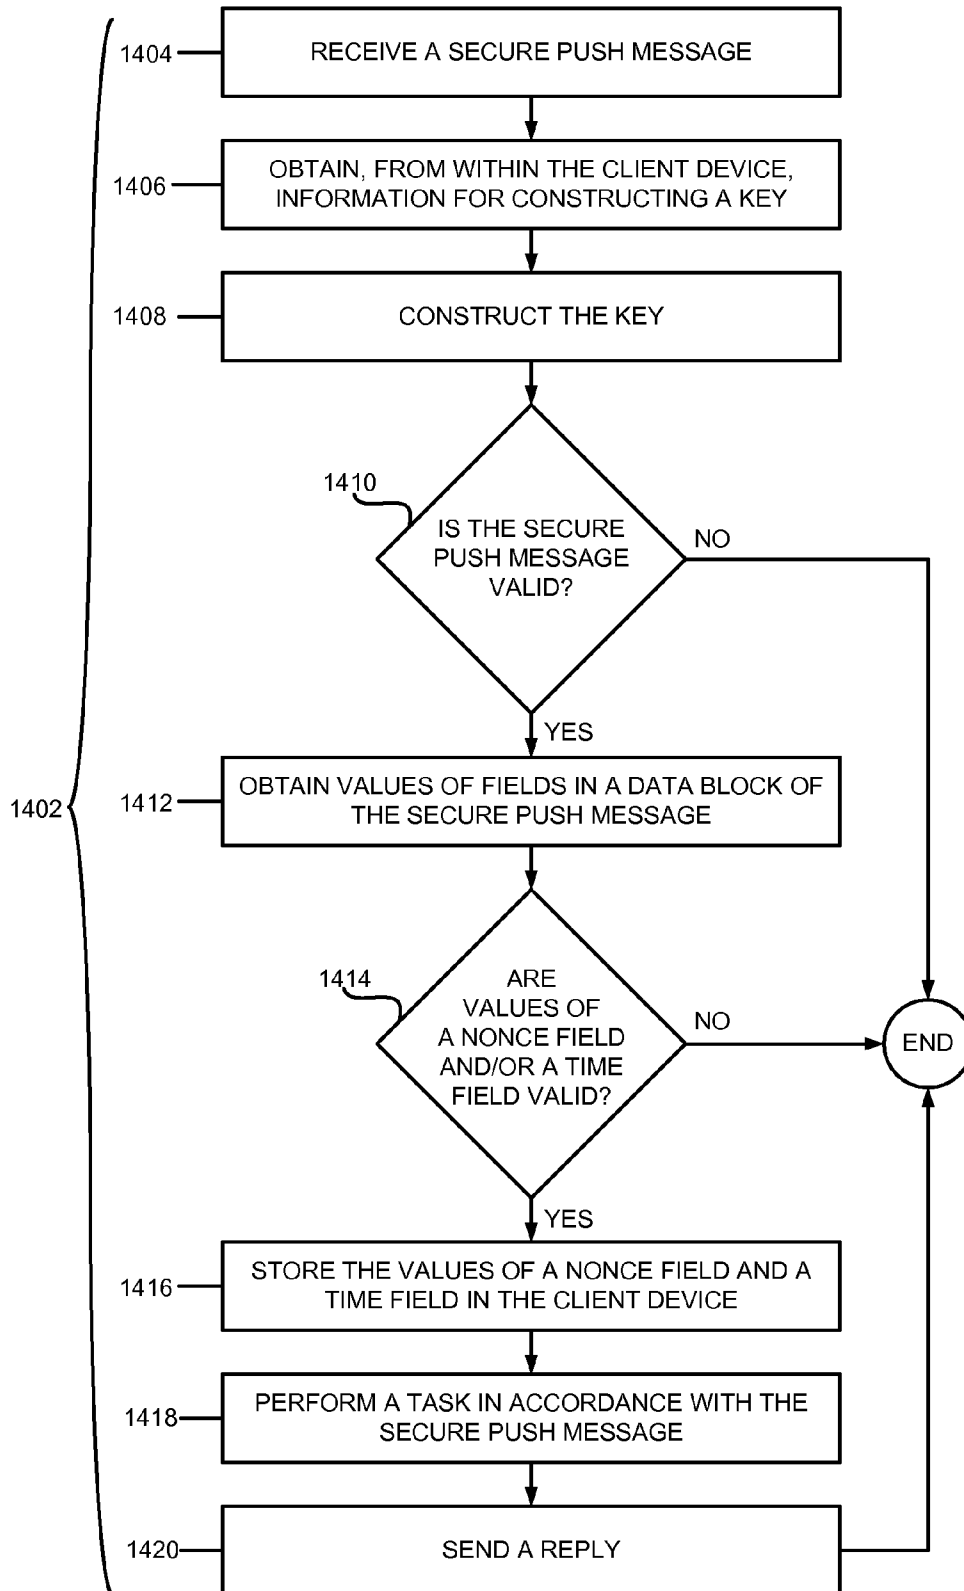 1404
RECEIVE A SECURE PUSH MESSAGE
1406
OBTAIN, FROM WITHIN THE CLIENT DEVICE,
INFORMATION FOR CONSTRUCTING A KEY
1408
CONSTRUCT THE KEY
1410
IS THE SECURE
PUSH MESSAGE
VALID?
NO
YES
1402
1412
OBTAIN VALUES OF FIELDS IN A DATA BLOCK OF
THE SECURE PUSH MESSAGE
1414
ARE
VALUES OF
A NONCE FIELD
AND/OR A TIME
FIELD VALID?
NO
END
YES
1416
STORE THE VALUES OF A NONCE FIELD AND A
TIME FIELD IN THE CLIENT DEVICE
1418
PERFORM A TASK IN ACCORDANCE WITH THE
SECURE PUSH MESSAGE
1420
SEND A REPLY